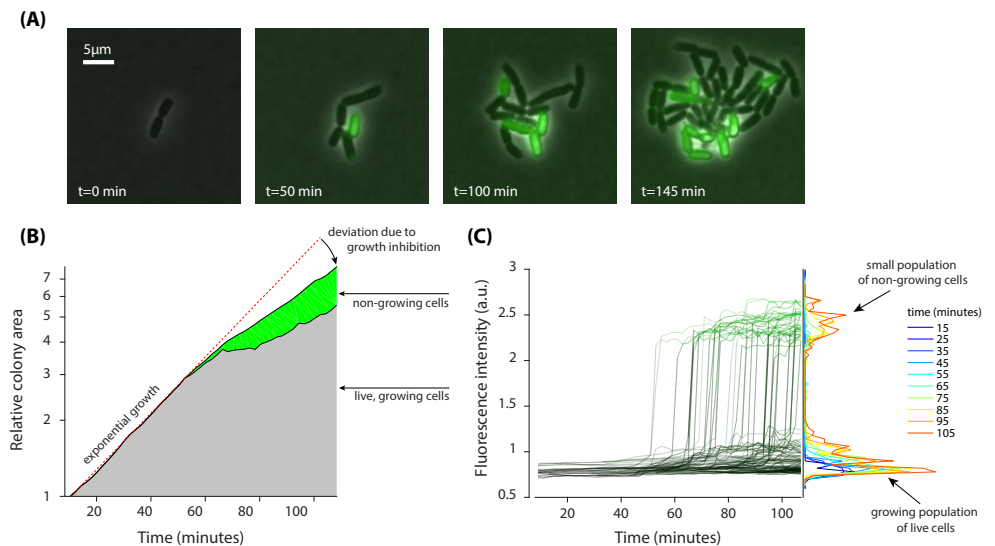 (A)
5µm
t=0 min
t=50 min
t=100 min
t=145 min
(B)
deviation due to
growth inhibition
non-growing cells
live, growing cells
exponential growth
Relative colony area
7
6
5
4
3
2
1
20
40
60
80
100
Time (minutes)
(C)
Fluorescence intensity (a.u.)
3
2.5
2
1.5
1
0.5
20
40
60
80
100
Time (minutes)
small population
of non-growing cells
time (minutes)
15
25
35
45
55
65
75
85
95
105
growing population
of live cells